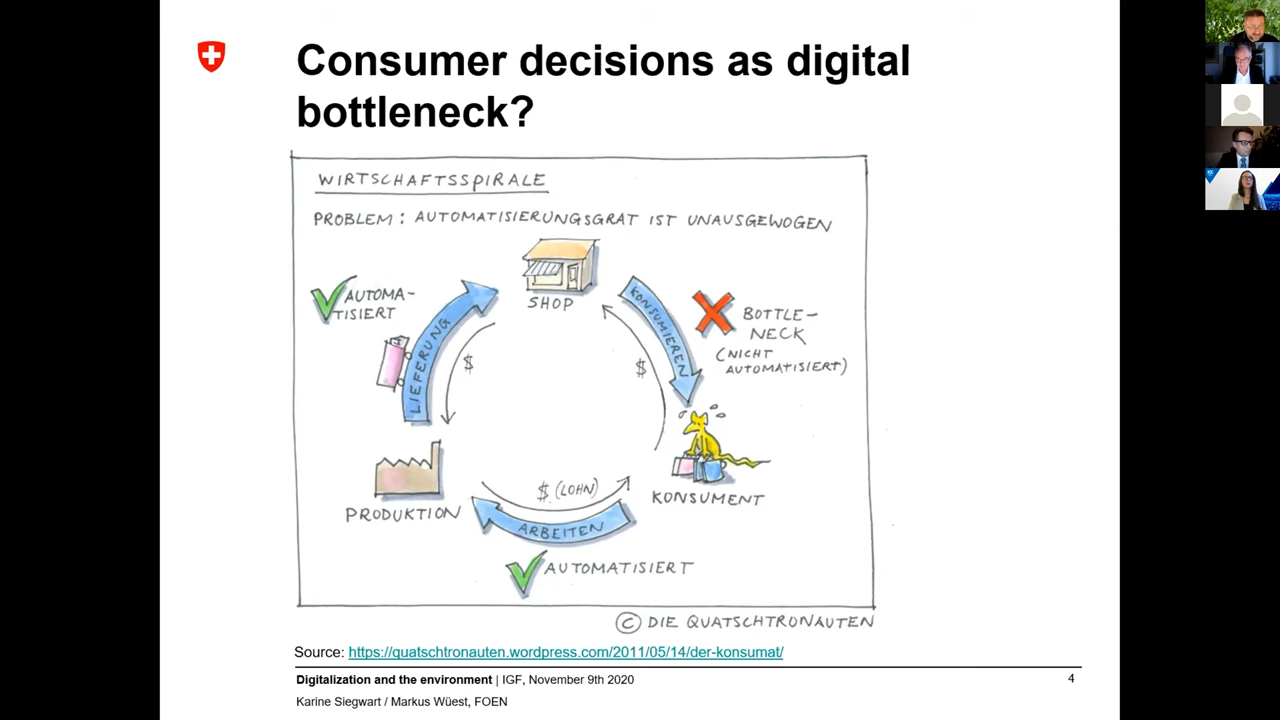 Consumer decisions as digital
bottleneck?
WIRTSCHAFTSSPIRALE
PROBLEM: AUTOMATISIERUNGSGRAT IST UNAUSGEWOGEN
AUTOMA-
TISIERT
SHOP
KONSUMIEREN
BOTTLE-
NECK
(NICHT
AUTOMATISIERT)
LIEFERUNG
$
$
PRODUKTION
$ (LOHN)
KONSUMENT
ARBEITEN
AUTOMATISIERT
© DIE QUATSCHTRONAUTEN
Source: https://quatschtronauten.wordpress.com/2011/05/14/der-konsumat/
Digitalization and the environment | IGF, November 9th 2020
4
Karine Siegwart / Markus Wüest, FOEN